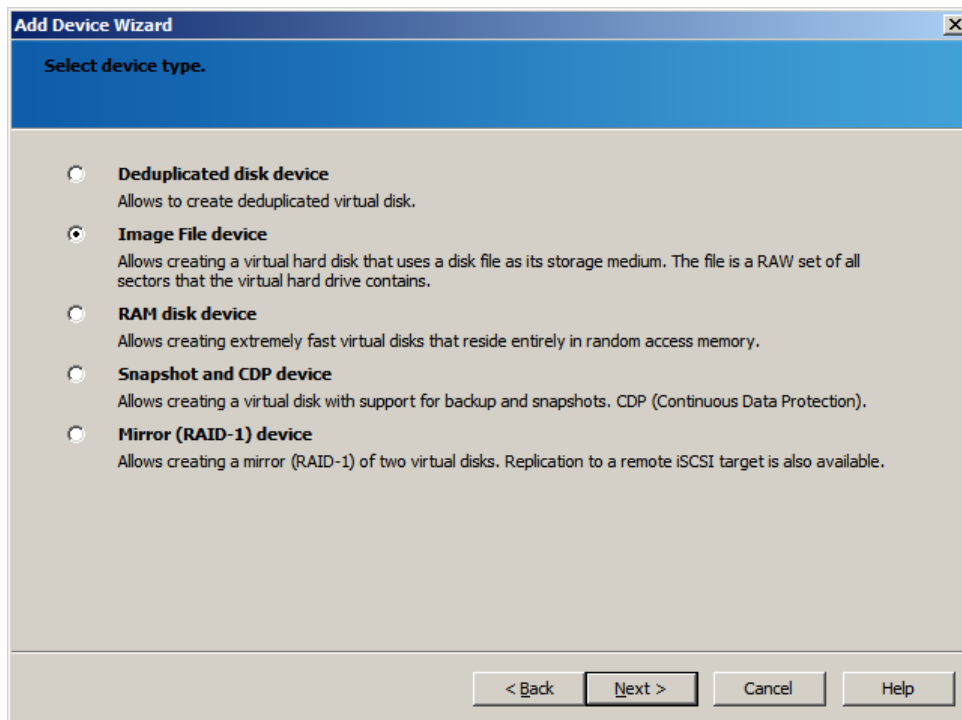 Add Device Wizard
Select device type.
Deduplicated disk device
Allows to create deduplicated virtual disk.
Image File device
Allows creating a virtual hard disk that uses a disk file as its storage medium. The file is a RAW set of all
sectors that the virtual hard drive contains.
RAM disk device
Allows creating extremely fast virtual disks that reside entirely in random access memory.
Snapshot and CDP device
Allows creating a virtual disk with support for backup and snapshots. CDP (Continuous Data Protection).
Mirror (RAID-1) device
Allows creating a mirror (RAID-1) of two virtual disks. Replication to a remote iSCSI target is also available.
< Back Next > Cancel Help